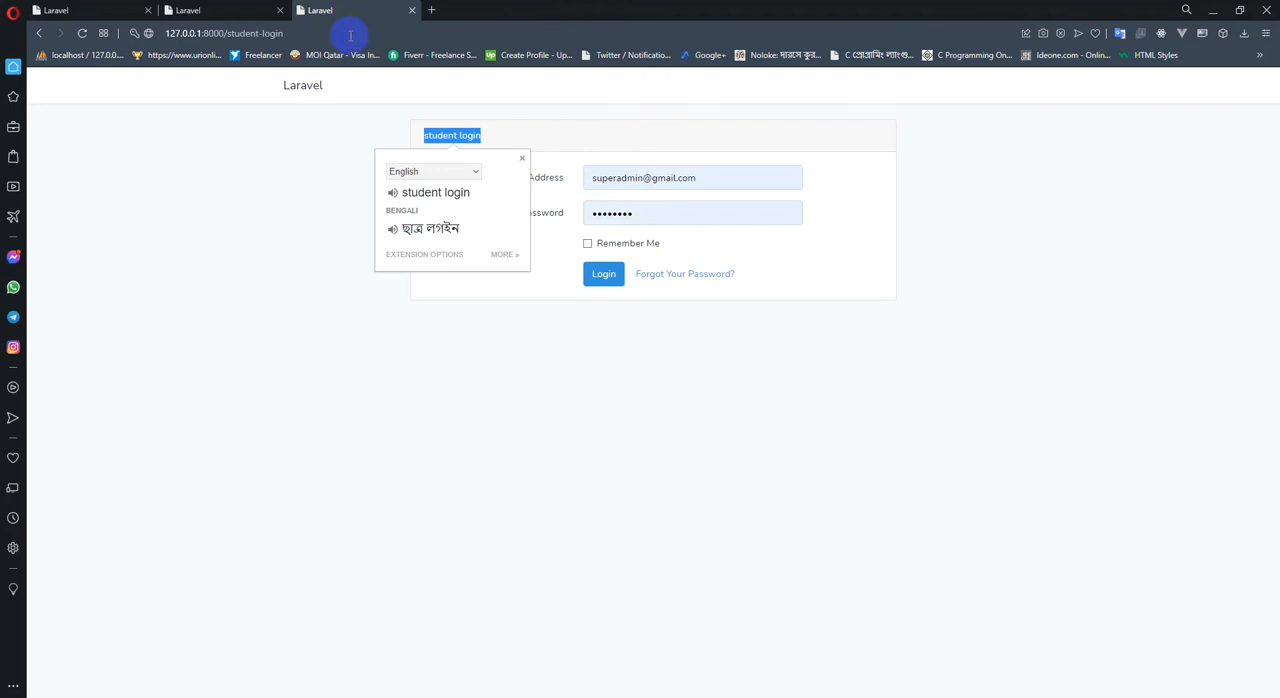 Laravel
Laravel
Laravel
127.0.0.1:8000/student-login
localhost / 127.0.0....
https://www.urionli...
Freelancer
MOI Qatar - Visa In...
Fiverr - Freelance S...
Up Create Profile - Up...
Twitter / Notificatio...
Google+
Noloke: দারসে কুর...
C প্রোগ্রামিং ল্যাংগু...
C Programming On...
Ideone.com - Onlin...
HTML Styles
Laravel
student login
Address
superadmin@gmail.com
ssword
Remember Me
Login
Forgot Your Password?
English
student login
BENGALI
ছাত্র লগইন
EXTENSION OPTIONS
MORE »